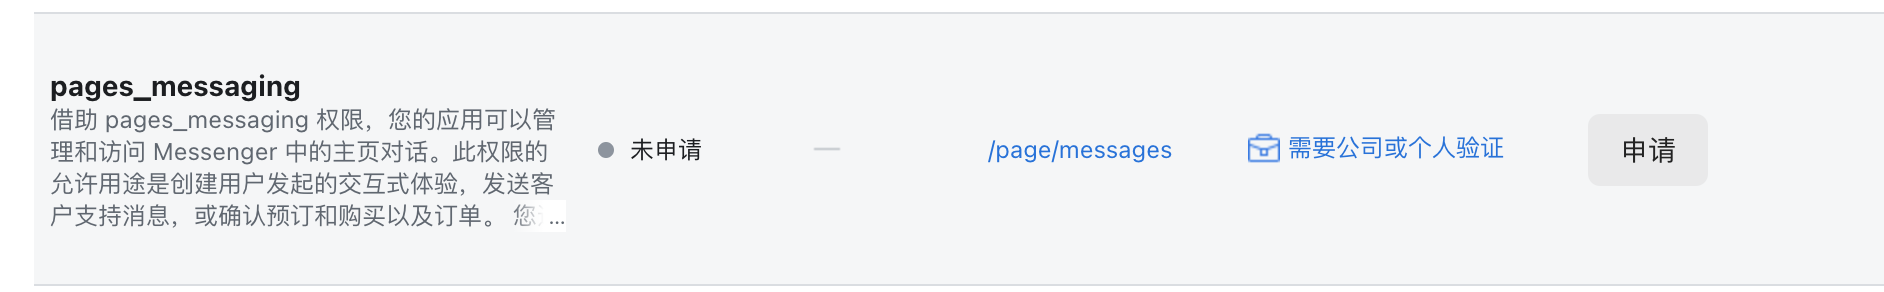 pages_messaging
借助 pages_messaging 权限，您的应用可以管
理和访问 Messenger 中的主页对话。此权限的
允许用途是创建用户发起的交互式体验，发送客
户支持消息，或确认预订和购买以及订单。 您...
未申请
—
/page/messages
需要公司或个人验证
申请